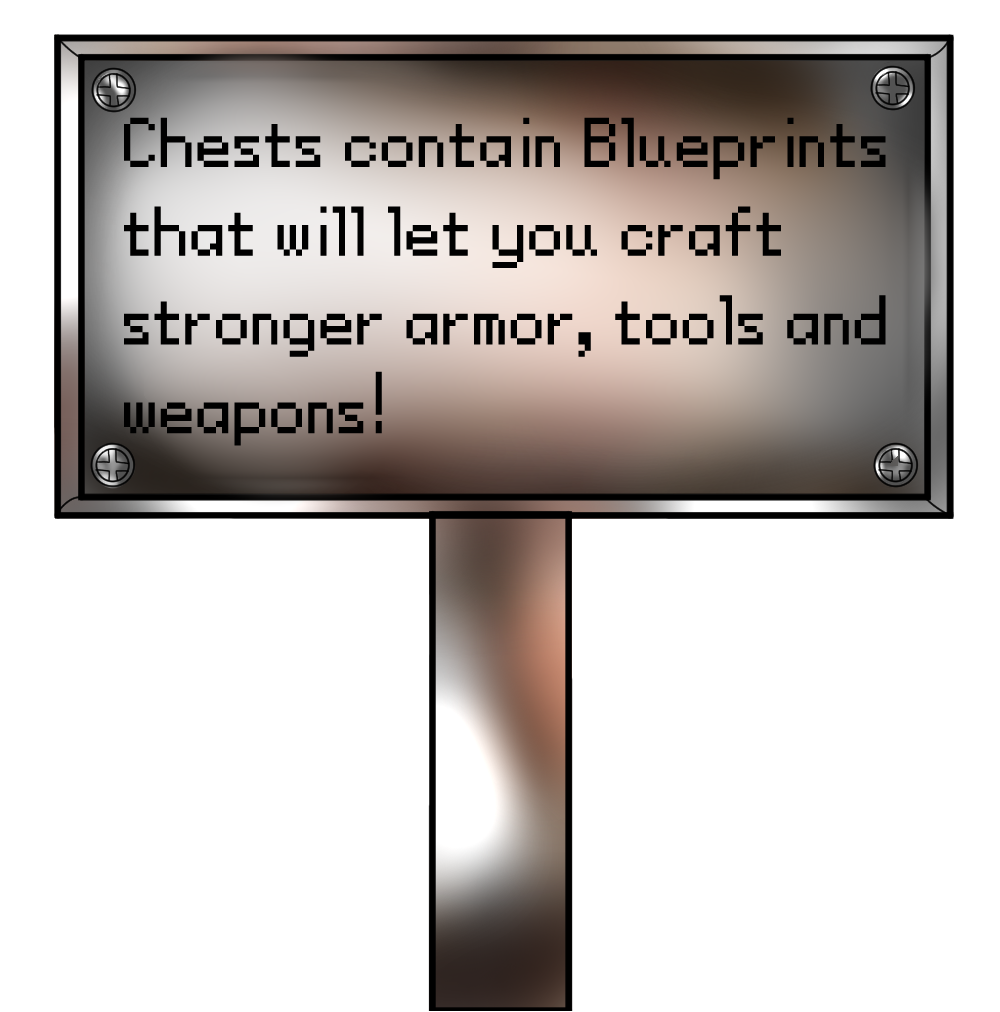 Chests contain Blueprints
that will let you craft
stronger armor, tools and
weapons!